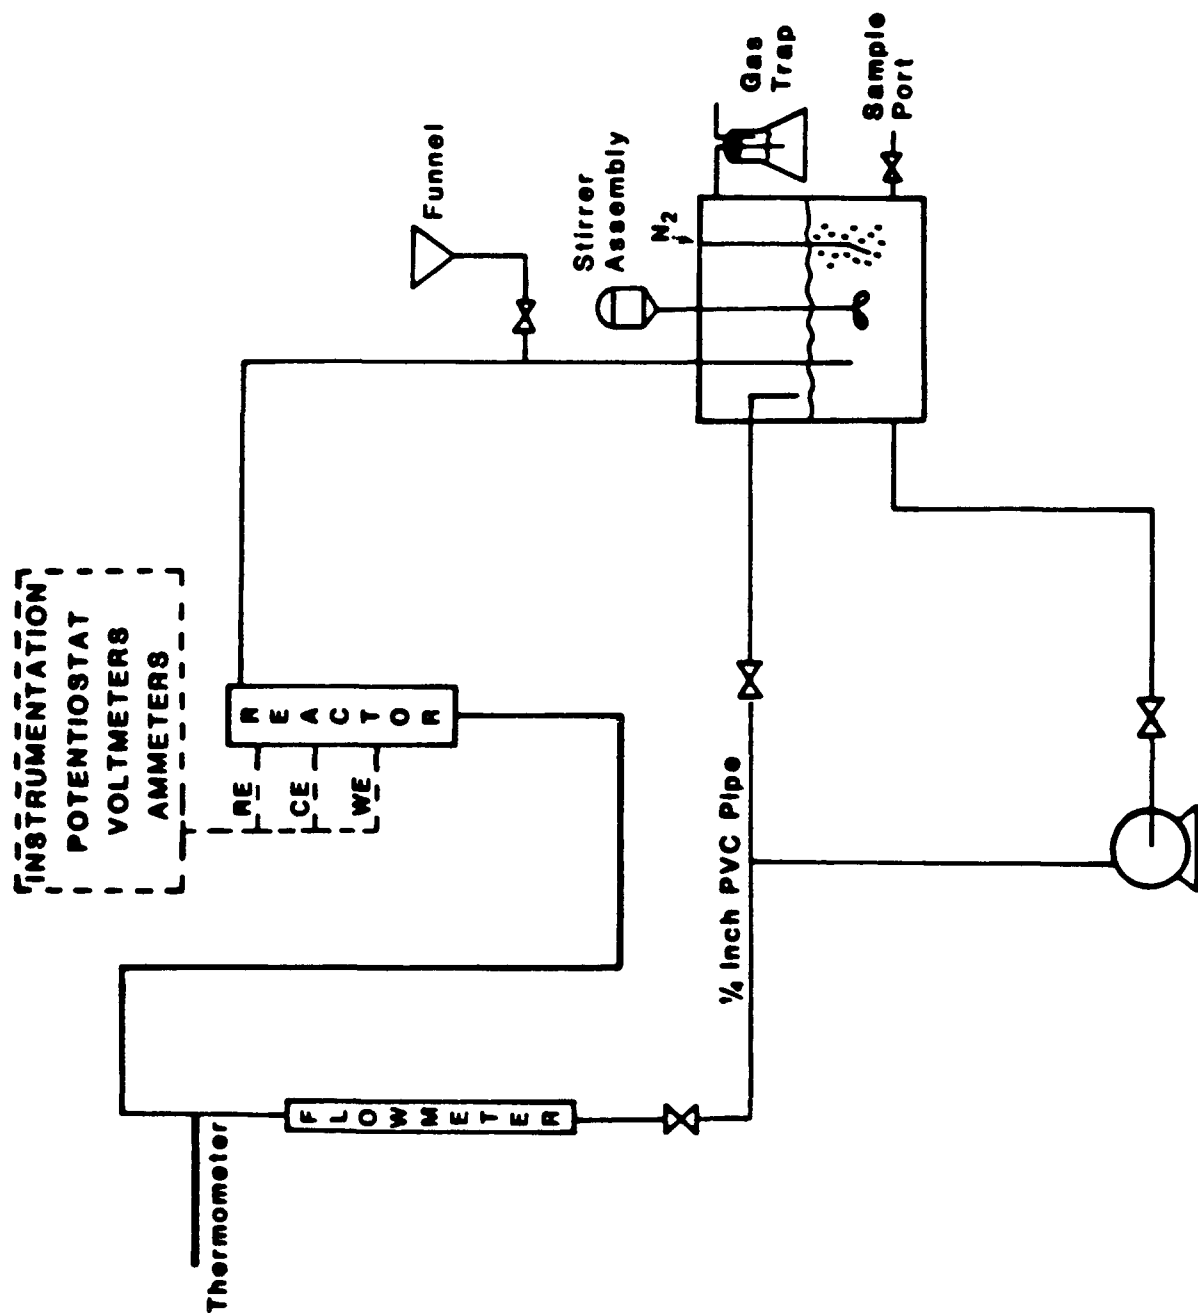 INSTRUMENTATION
POTENTIOSTAT
VOLTMETERS
AMMETERS
Thermometer
RE
CE
WE
REACTOR
FLOWMETER
Funnel
Stirrer
Assembly
N2
Gas
Trap
¼ inch PVC Pipe
Sample
Port